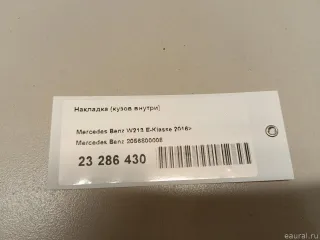 Накладка (кузов внутри)
Mercedes Benz W213 E-Klasse 2016>
Mercedes Benz 2056800008
23 286 430
eaural.ru